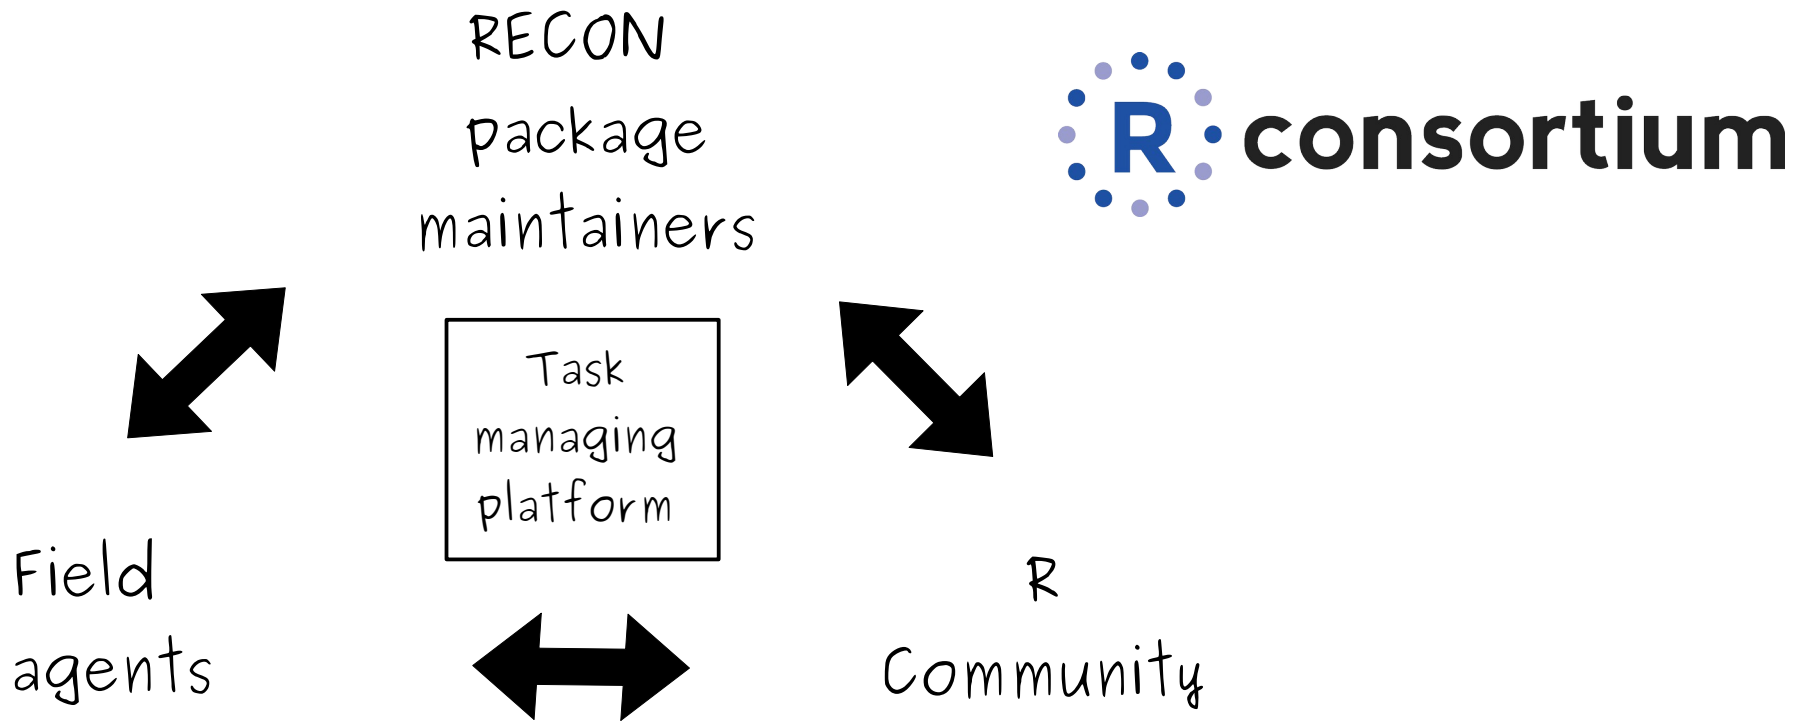 RECON
package
maintainers
R consortium
Task
managing
platform
Field
agents
R
Community